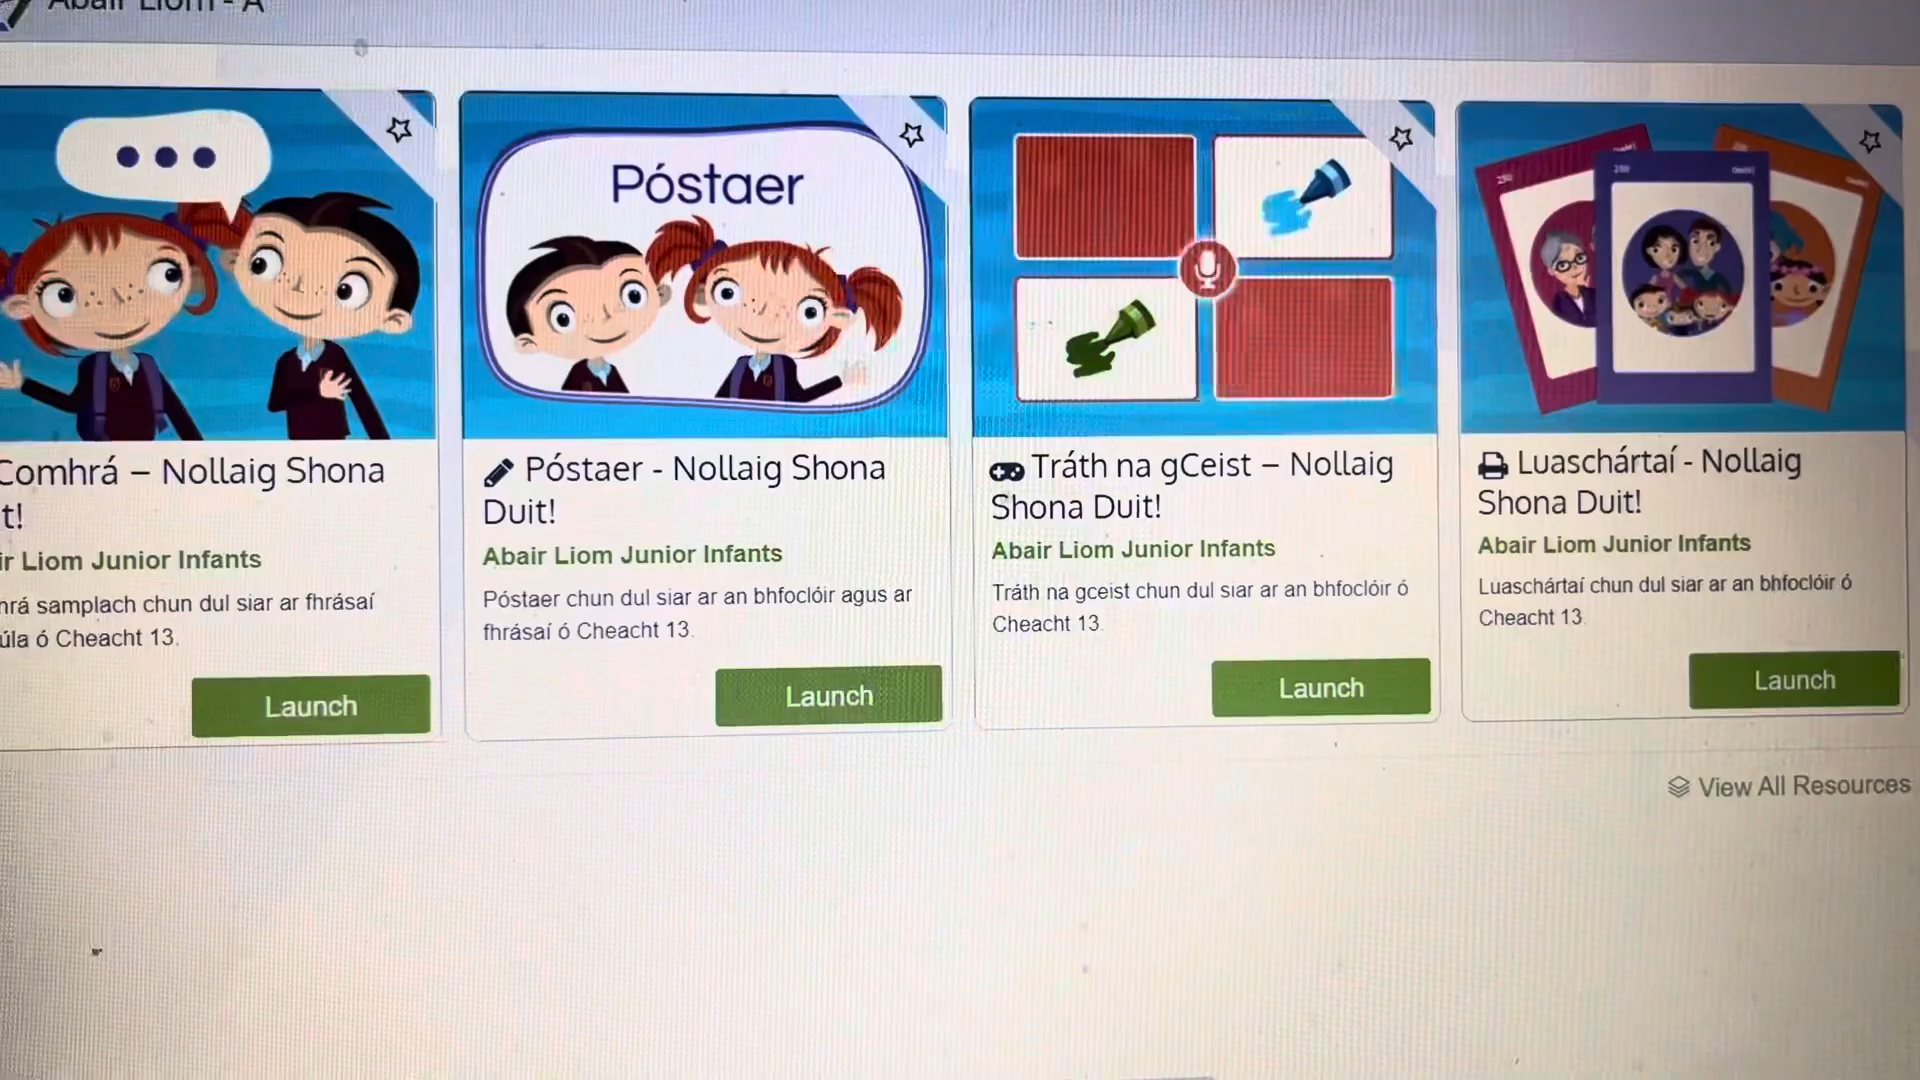 Abair Liom - A
Póstaer
Comhrá – Nollaig Shona
t!
ir Liom Junior Infants
hrá samplach chun dul siar ar fhrásaí
úla ó Cheacht 13.
Launch
Póstaer - Nollaig Shona
Duit!
Abair Liom Junior Infants
Póstaer chun dul siar ar an bhfoclóir agus ar
fhrásaí ó Cheacht 13.
Launch
Tráth na gCeist – Nollaig
Shona Duit!
Abair Liom Junior Infants
Tráth na gceist chun dul siar ar an bhfoclóir ó
Cheacht 13.
Launch
Luaschártaí - Nollaig
Shona Duit!
Abair Liom Junior Infants
Luaschártaí chun dul siar ar an bhfoclóir ó
Cheacht 13.
Launch
View All Resources